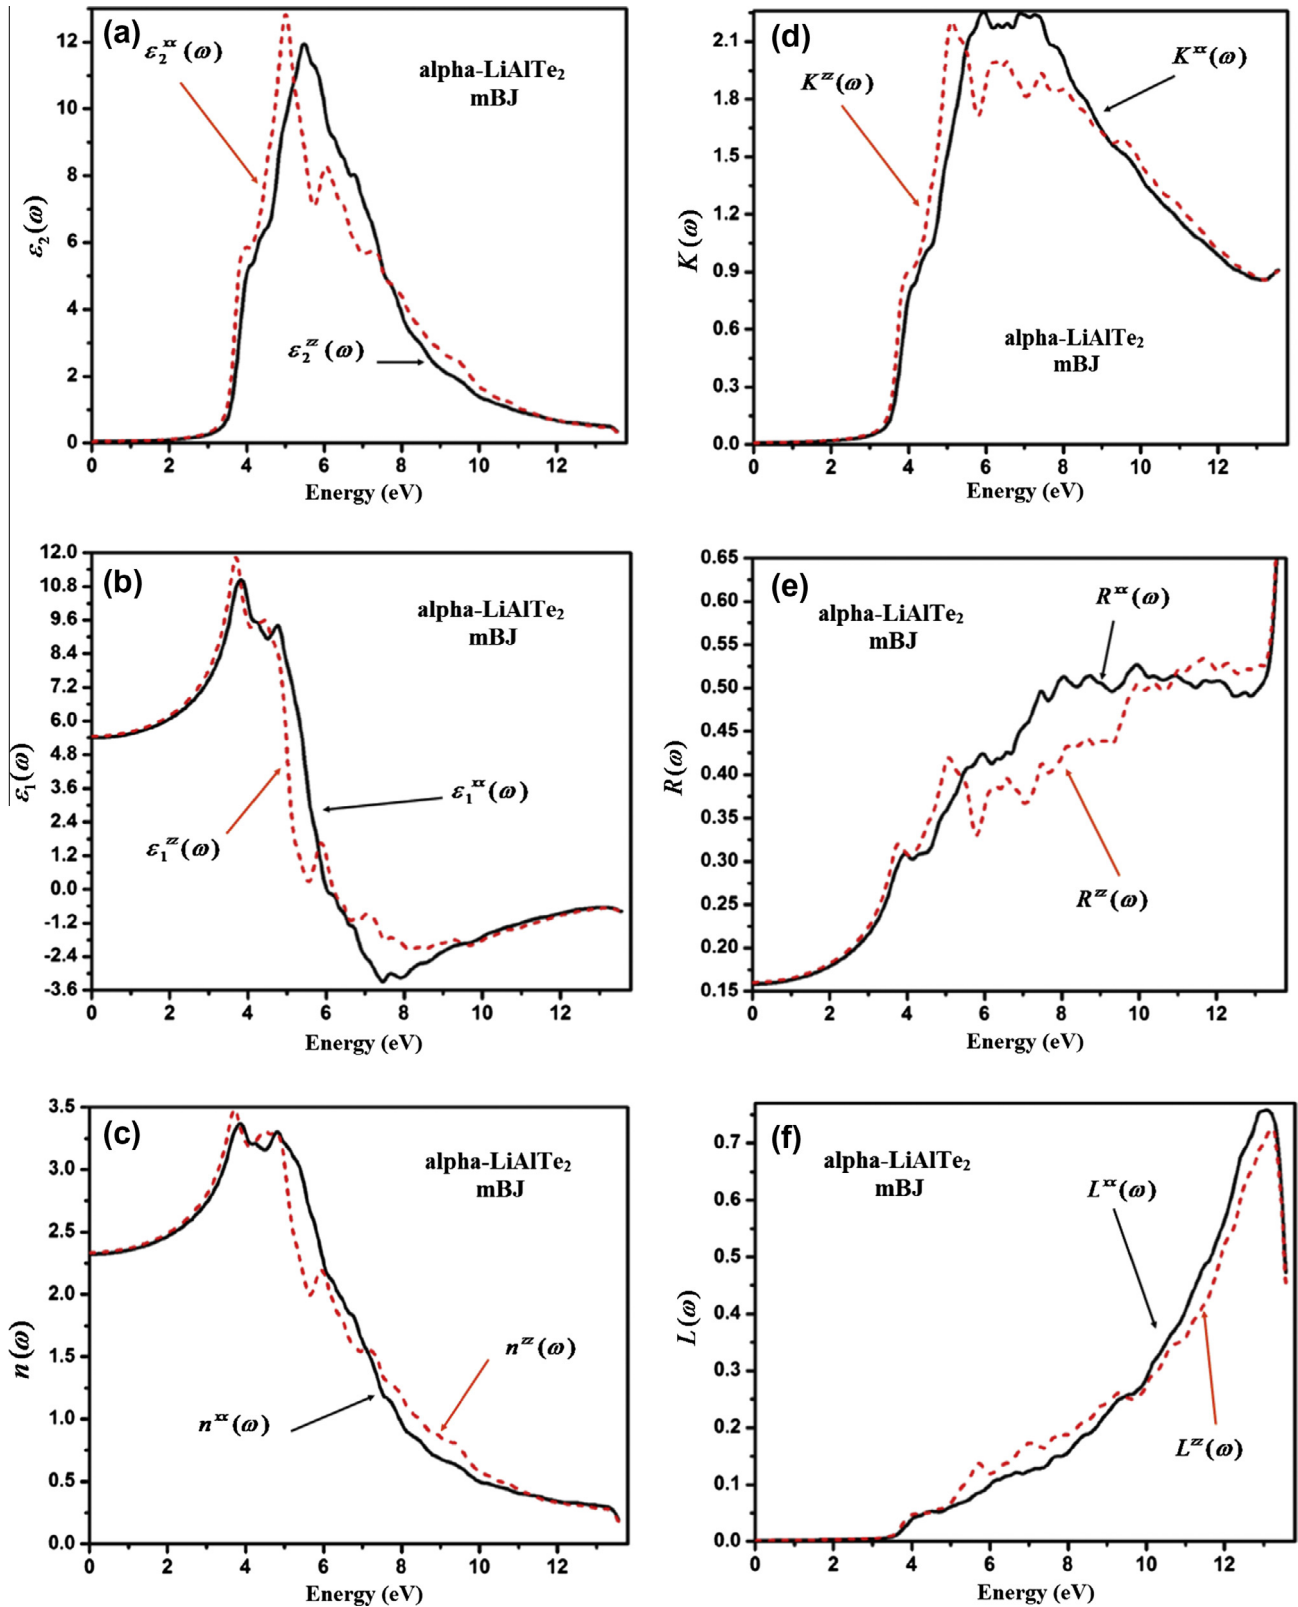 (a)
ε₂ˣˣ(ω)
alpha-LiAlTe₂
mBJ
ε₂ᶻᶻ(ω)
ε₂(ω)
12
10
8
6
4
2
0
0 2 4 6 8 10 12
Energy (eV)
(d)
Kᶻᶻ(ω)
Kˣˣ(ω)
alpha-LiAlTe₂
mBJ
K(ω)
2.1
1.8
1.5
1.2
0.9
0.6
0.3
0.0
0 2 4 6 8 10 12
Energy (eV)
(b)
alpha-LiAlTe₂
mBJ
ε₁ˣˣ(ω)
ε₁ᶻᶻ(ω)
ε₁(ω)
12.0
10.8
9.6
8.4
7.2
6.0
4.8
3.6
2.4
1.2
0.0
-1.2
-2.4
-3.6
0 2 4 6 8 10 12
Energy (eV)
(e)
alpha-LiAlTe₂
mBJ
Rˣˣ(ω)
Rᶻᶻ(ω)
R(ω)
0.65
0.60
0.55
0.50
0.45
0.40
0.35
0.30
0.25
0.20
0.15
0 2 4 6 8 10 12
Energy (eV)
(c)
alpha-LiAlTe₂
mBJ
nᶻᶻ(ω)
nˣˣ(ω)
n(ω)
3.5
3.0
2.5
2.0
1.5
1.0
0.5
0.0
0 2 4 6 8 10 12
Energy (eV)
(f)
alpha-LiAlTe₂
mBJ
Lˣˣ(ω)
Lᶻᶻ(ω)
L(ω)
0.7
0.6
0.5
0.4
0.3
0.2
0.1
0.0
0 2 4 6 8 10 12
Energy (eV)